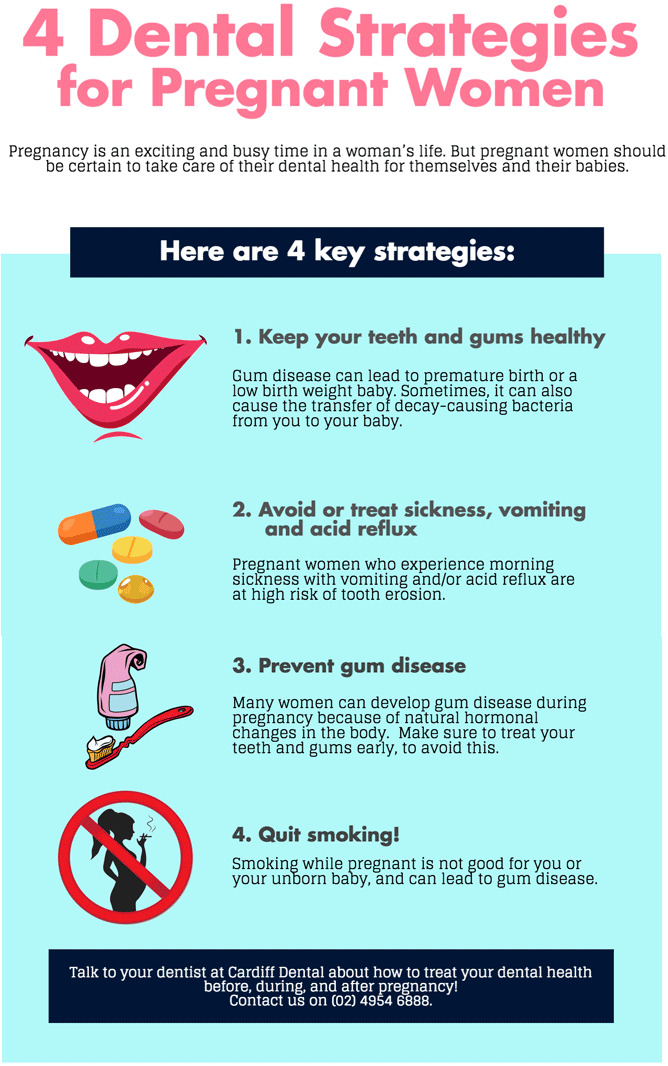 4 Dental Strategies
for Pregnant Women
Pregnancy is an exciting and busy time in a woman's life. But pregnant women should
be certain to take care of their dental health for themselves and their babies.
Here are 4 key strategies:
1. Keep your teeth and gums healthy
Gum disease can lead to premature birth or a
low birth weight baby. Sometimes, it can also
cause the transfer of decay-causing bacteria
from you to your baby.
2. Avoid or treat sickness, vomiting
and acid reflux
Pregnant women who experience morning
sickness with vomiting and/or acid reflux are
at high risk of tooth erosion.
3. Prevent gum disease
Many women can develop gum disease during
pregnancy because of natural hormonal
changes in the body. Make sure to treat your
teeth and gums early, to avoid this.
4. Quit smoking!
Smoking while pregnant is not good for you or
your unborn baby, and can lead to gum disease.
Talk to your dentist at Cardiff Dental about how to treat your dental health
before, during, and after pregnancy!
Contact us on (02) 4954 6888.